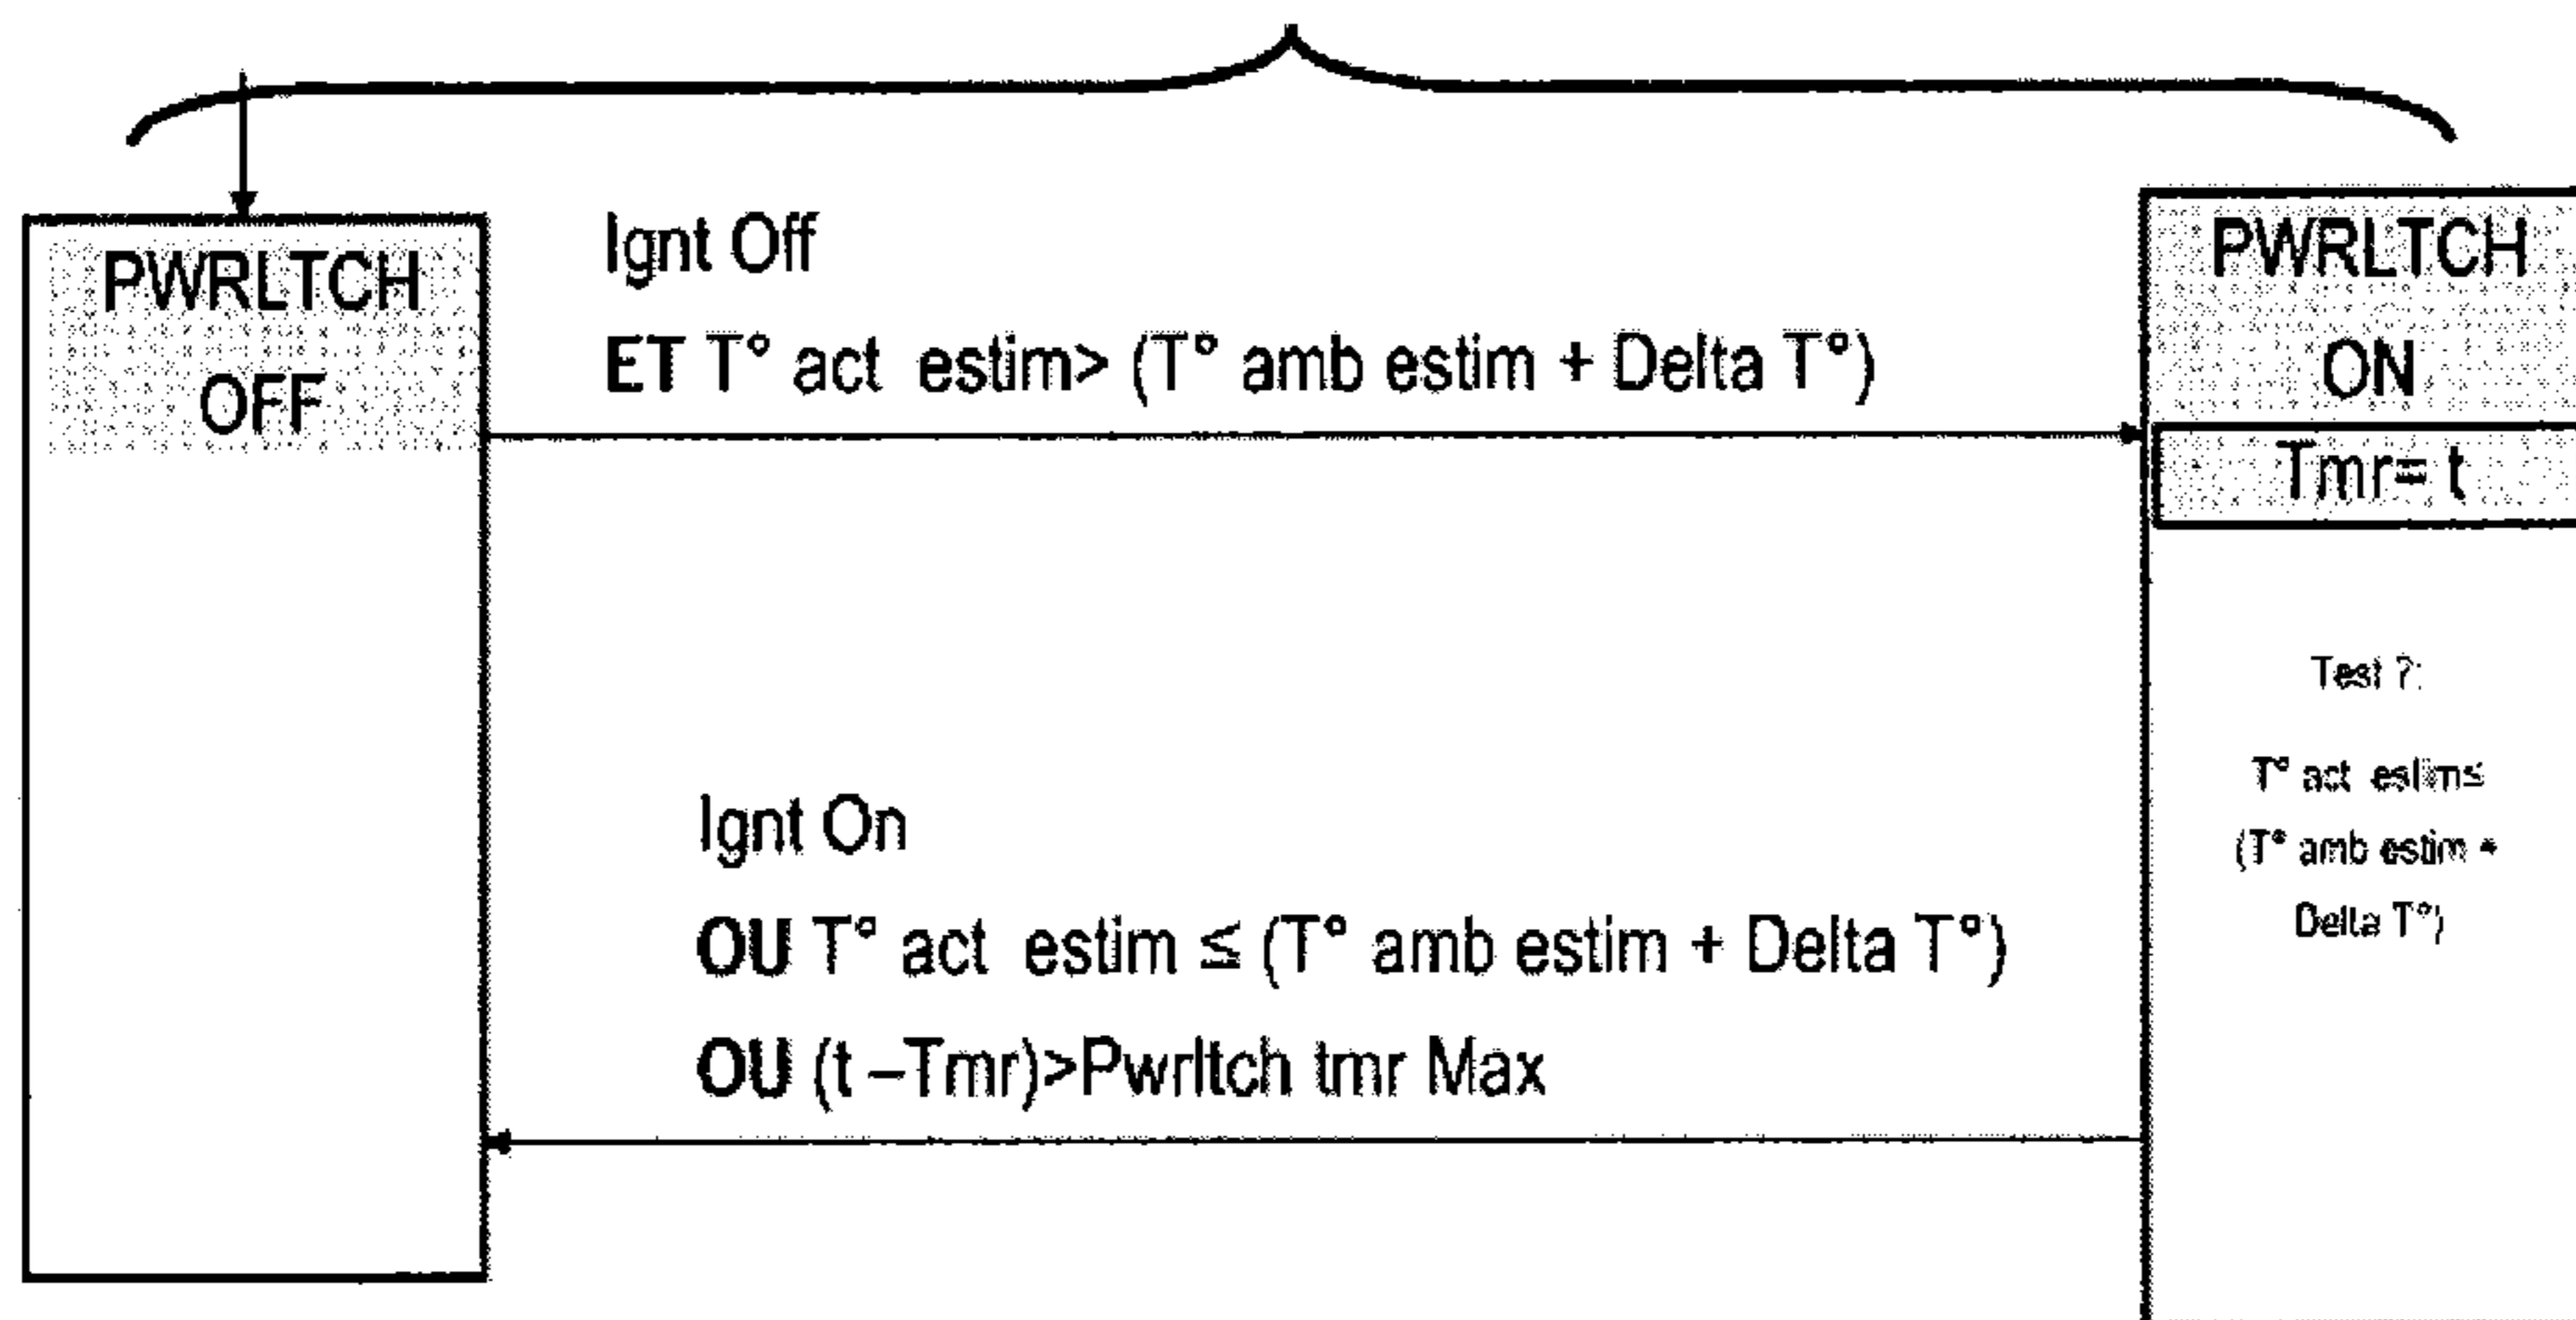 PWRLTCH
OFF
Ignt Off
ET T° act estim> (T° amb estim + Delta T°)
Ignt On
OU T° act estim ≤ (T° amb estim + Delta T°)
OU (t –Tmr)>Pwrltch tmr Max
PWRLTCH
ON
Tmr= t
Test ?:
T° act estim≤
(T° amb estim +
Delta T°)